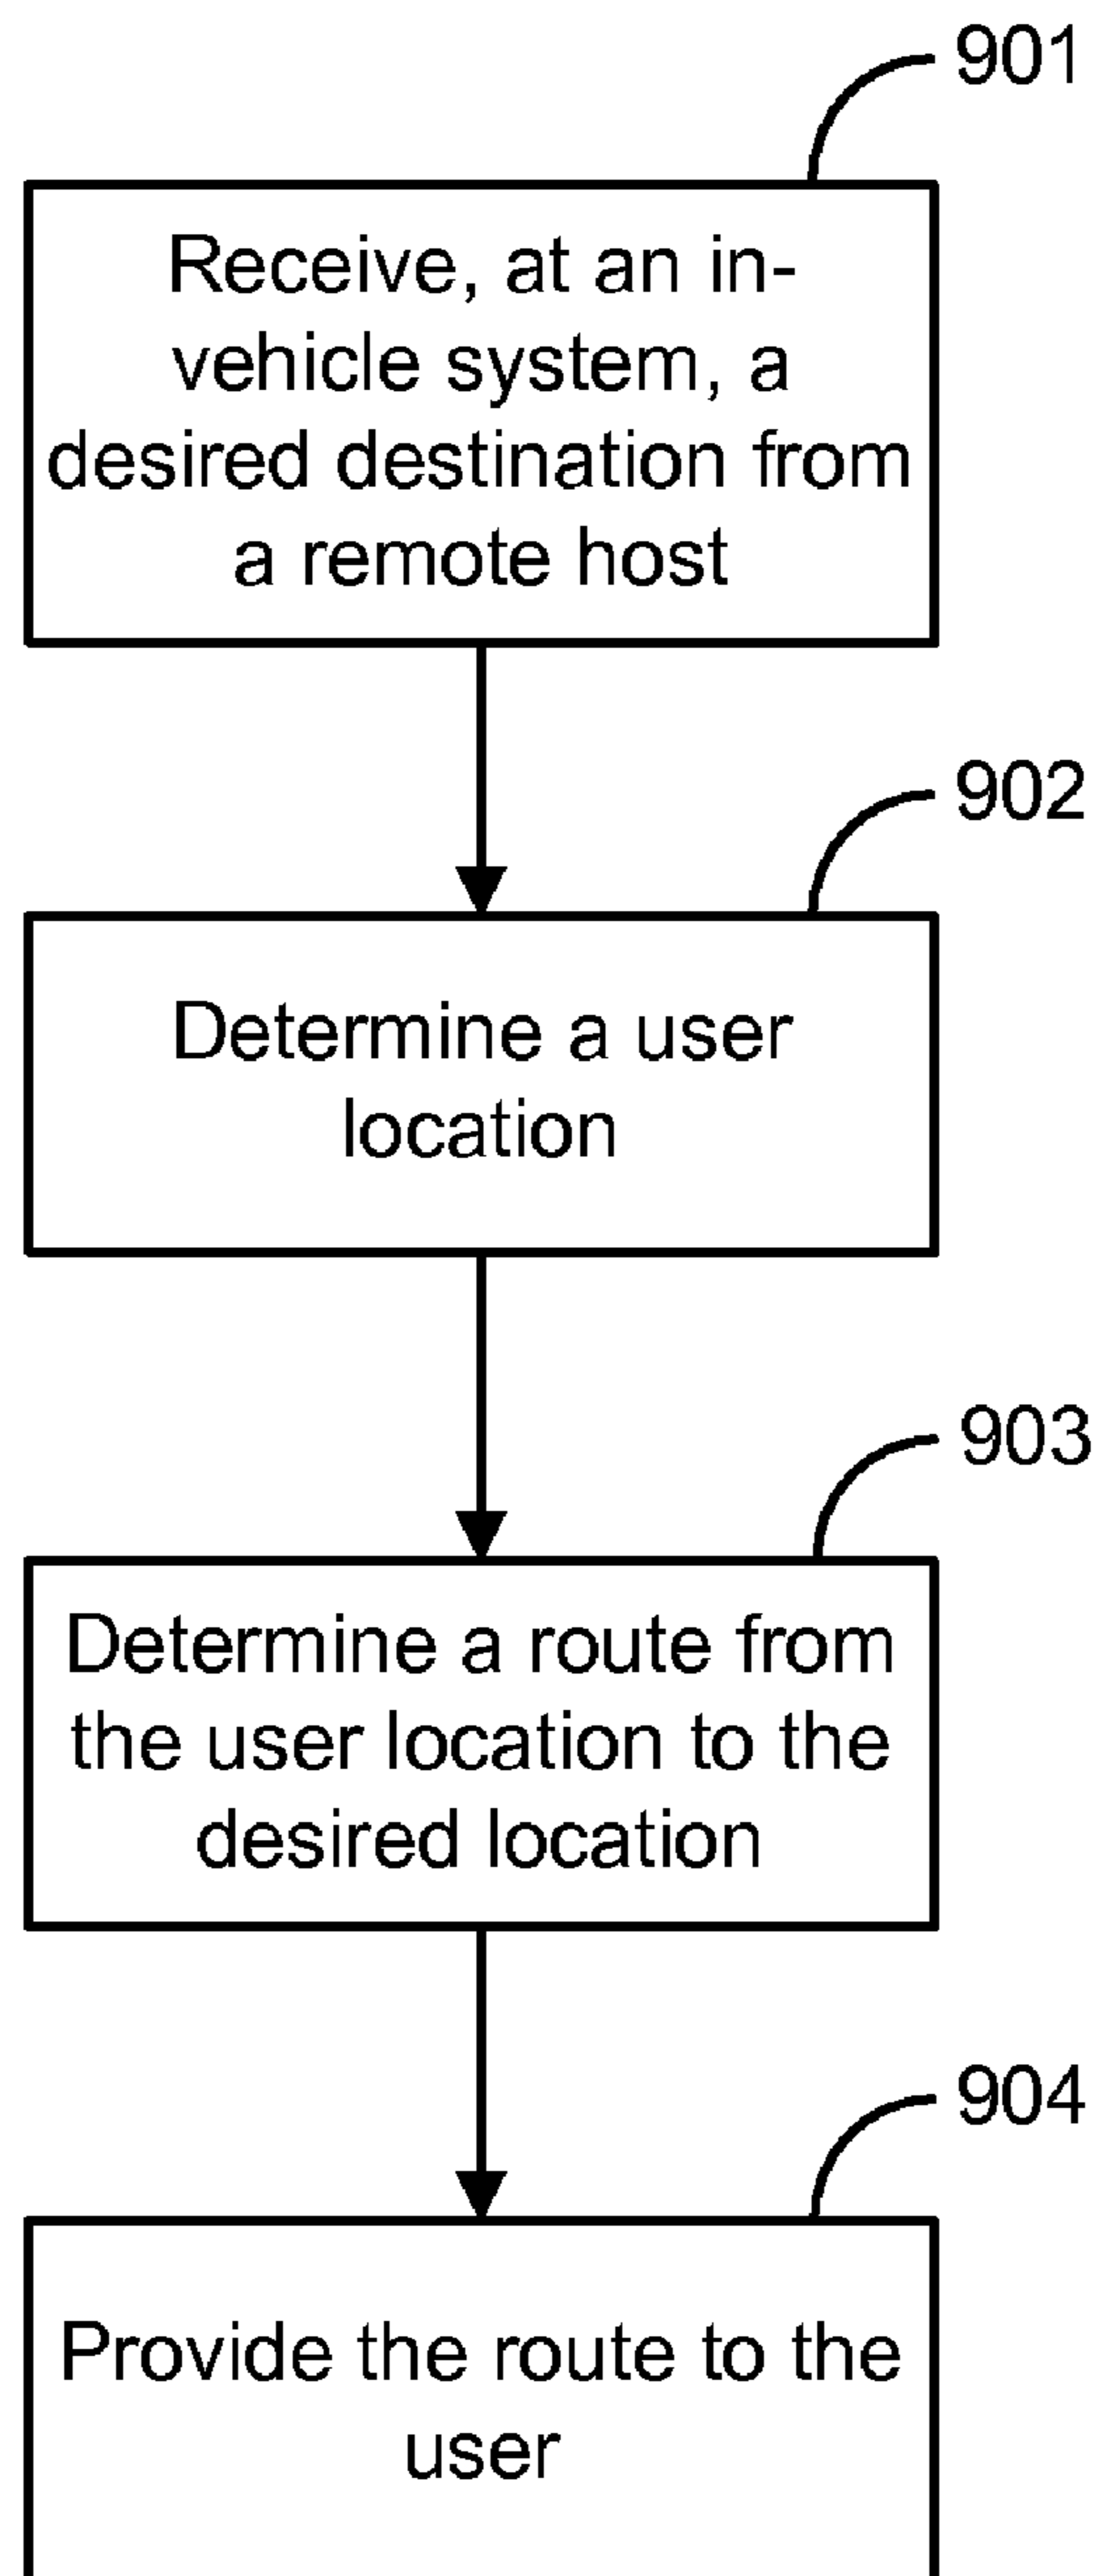 901
Receive, at an in-
vehicle system, a
desired destination from
a remote host
902
Determine a user
location
903
Determine a route from
the user location to the
desired location
904
Provide the route to the
user